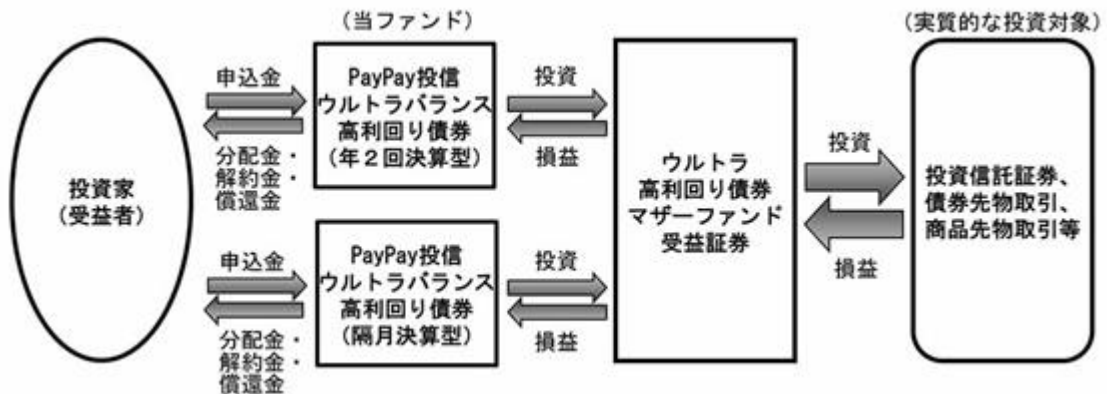 (当ファンド)
(実質的な投資対象)
投資家
(受益者)
申込金
分配金・
解約金・
償還金
PayPay投信
ウルトラバランス
高利回り債券
(年2回決算型)
投資
損益
申込金
分配金・
解約金・
償還金
PayPay投信
ウルトラバランス
高利回り債券
(隔月決算型)
投資
損益
ウルトラ
高利回り債券
マザーファンド
受益証券
投資
損益
投資信託証券、
債券先物取引、
商品先物取引等